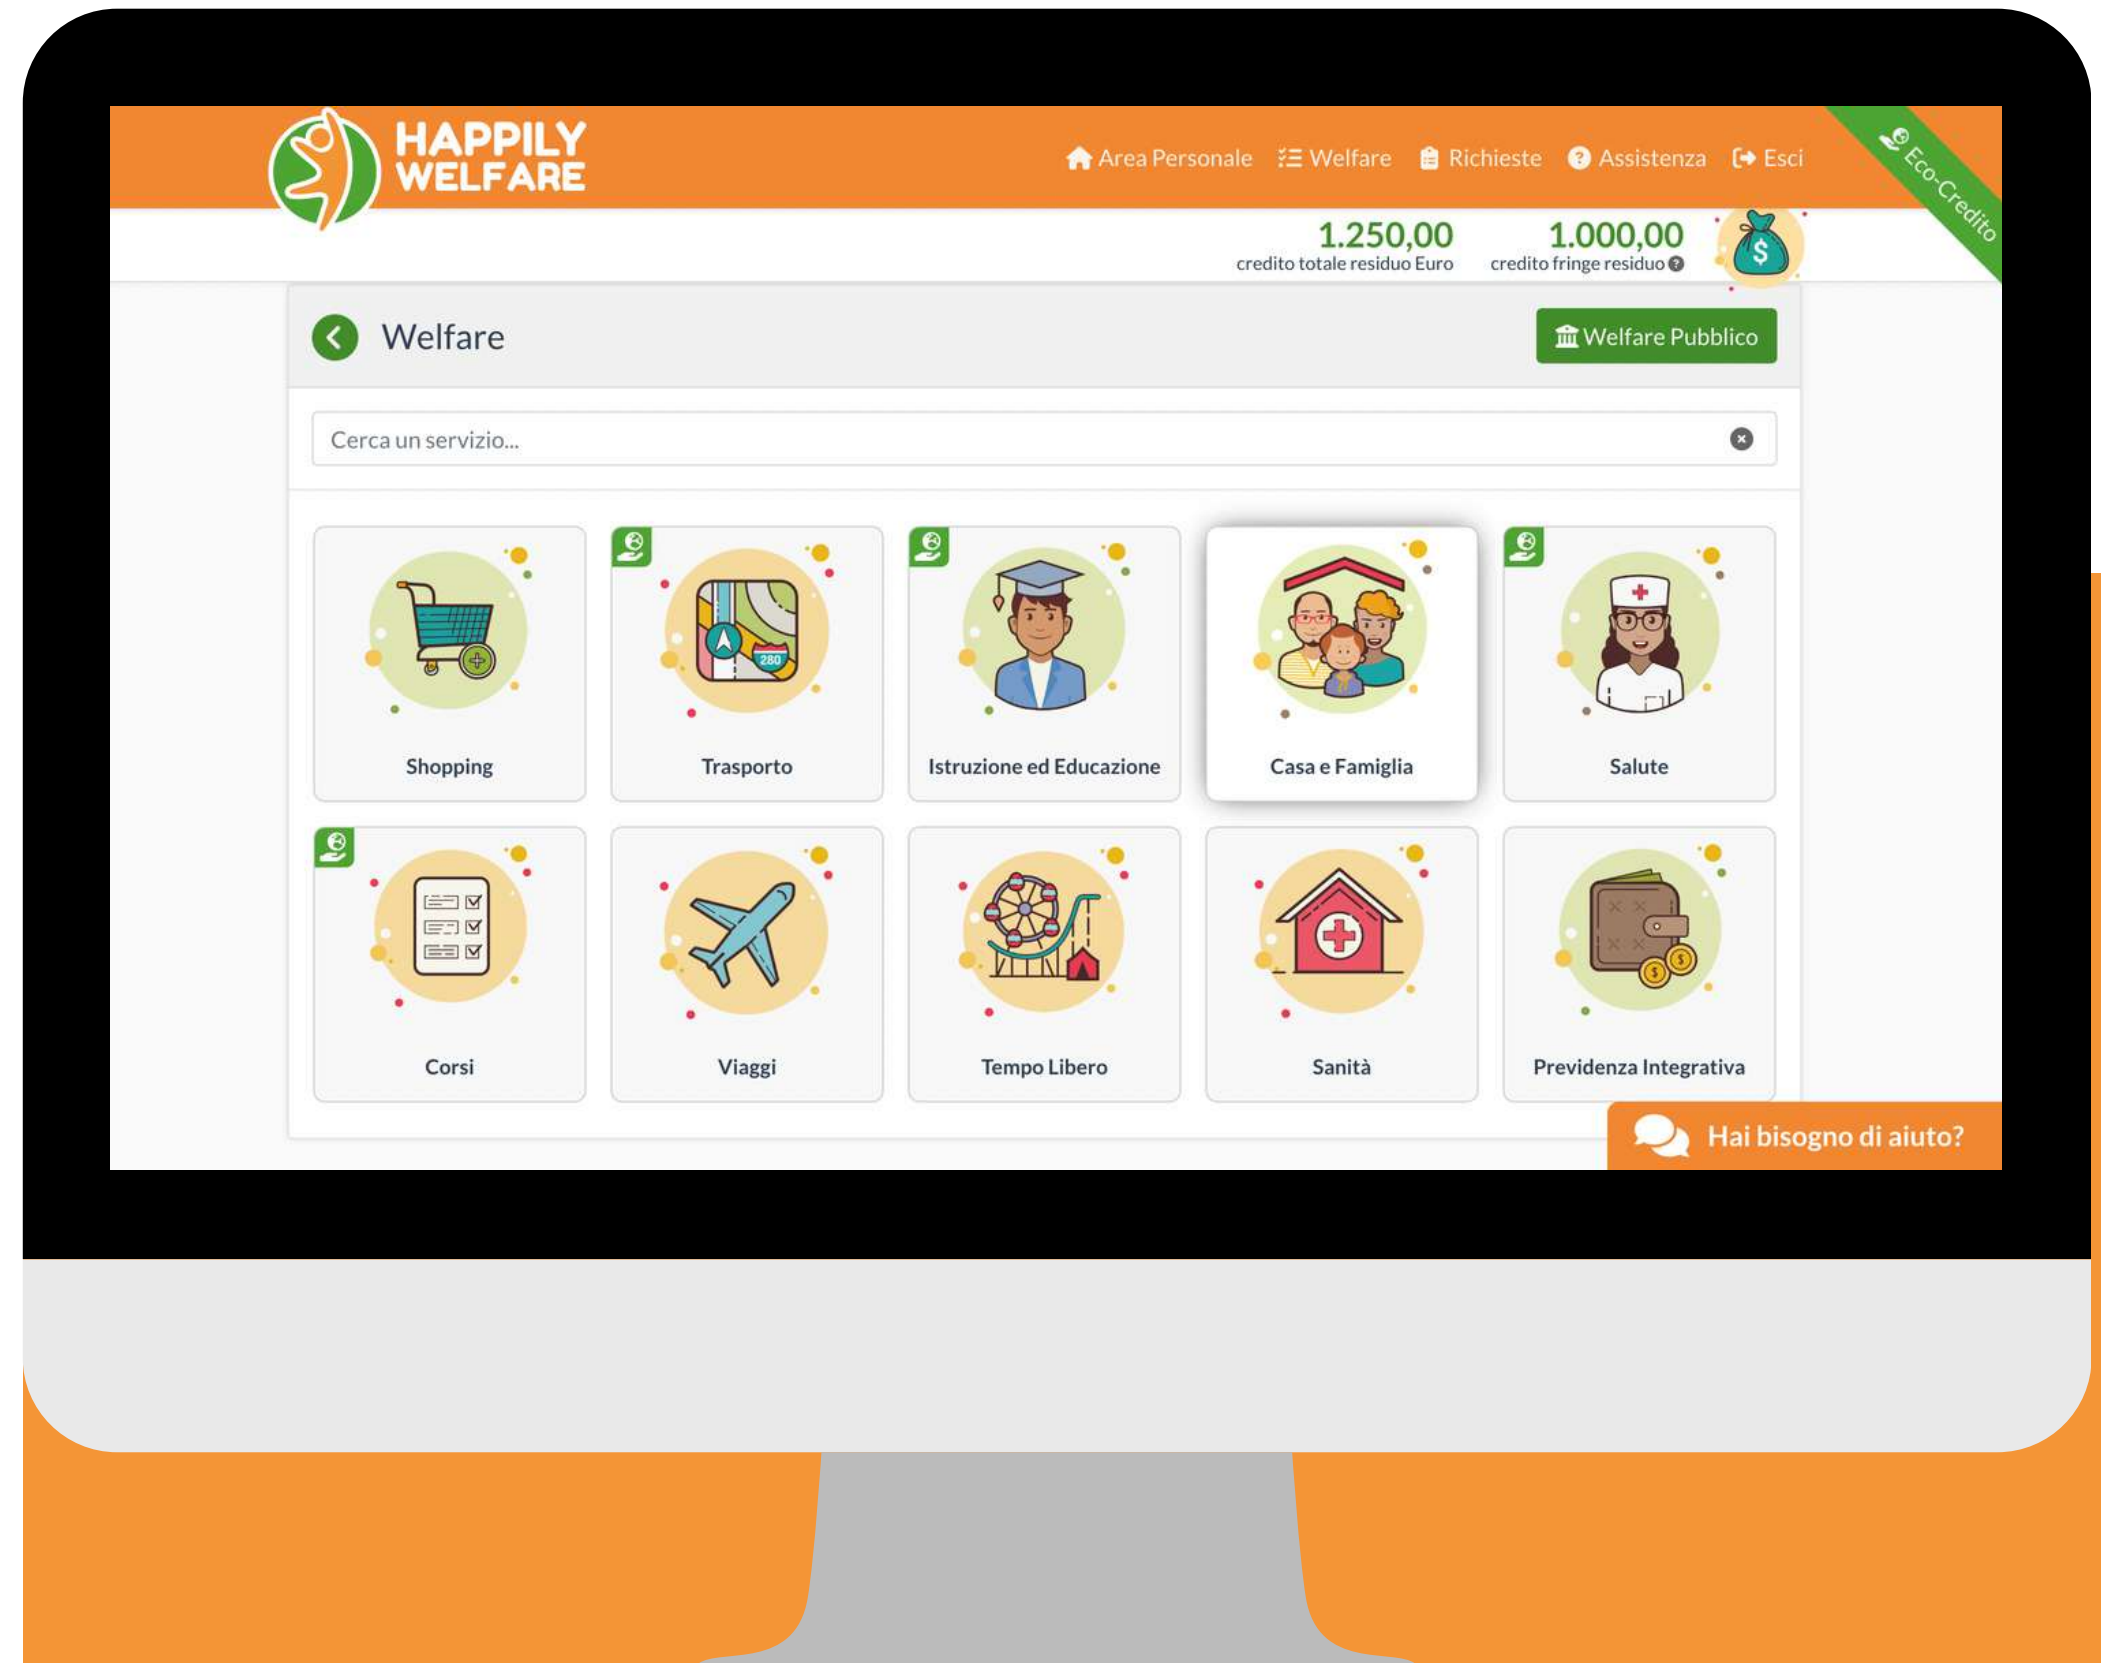 HAPPILY
WELFARE
Area Personale Welfare Richieste Assistenza Esci
Eco-Credito
1.250,00 1.000,00
credito totale residuo Euro credito fringe residuo
$
Welfare
Welfare Pubblico
Cerca un servizio...
280
Shopping Trasporto Istruzione ed Educazione Casa e Famiglia Salute
$ $
Corsi Viaggi Tempo Libero Sanità Previdenza Integrativa
Hai bisogno di aiuto?